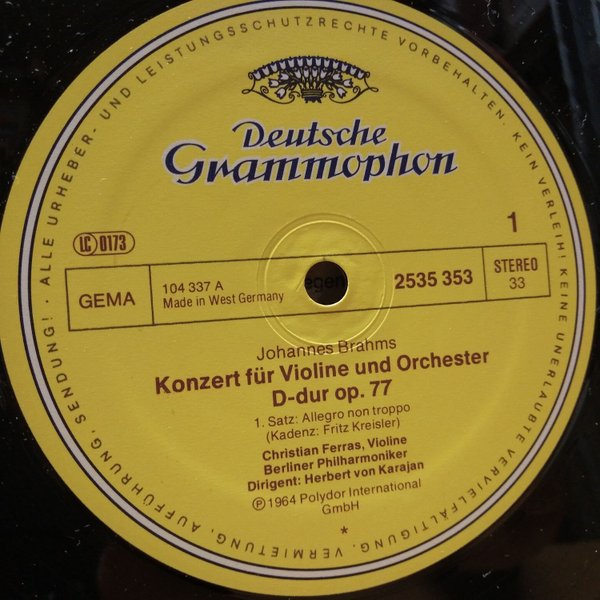 ALLE URHEBER- UND LEISTUNGSSCHUTZRECHTE VORBEHALTEN. KEIN VERLEIH! KEINE UNERLAUBTE VERVIELFÄLTIGUNG, VERMIETUNG, AUFFÜHRUNG, SENDUNG!
Deutsche
Grammophon
LC 0173
1
GEMA
104 337 A
Made in West Germany
2535 353
STEREO
33
Johannes Brahms
Konzert für Violine und Orchester
D-dur op. 77
1. Satz: Allegro non troppo
(Kadenz: Fritz Kreisler)
Christian Ferras, Violine
Berliner Philharmoniker
Dirigent: Herbert von Karajan
Ⓟ 1964 Polydor International
GmbH
*